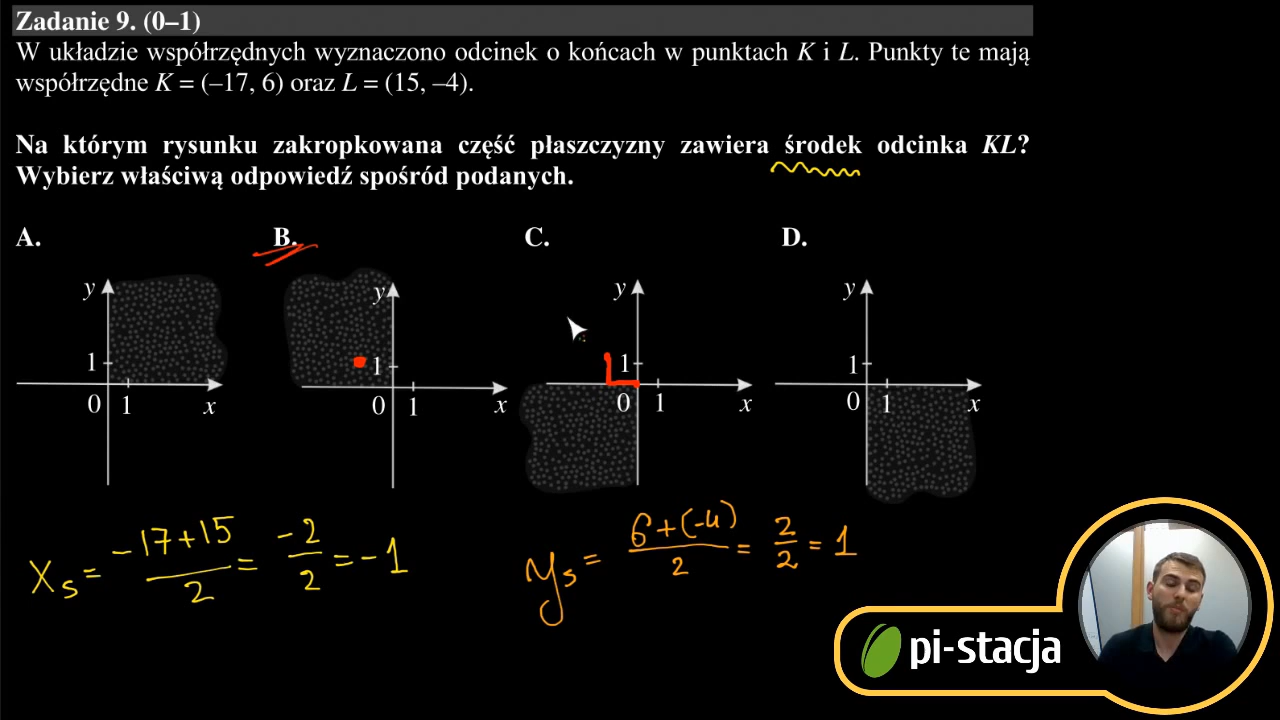 Zadanie 9. (0–1)
W układzie współrzędnych wyznaczono odcinek o końcach w punktach K i L. Punkty te mają
współrzędne K = (–17, 6) oraz L = (15, –4).
Na którym rysunku zakropkowana część płaszczyzny zawiera środek odcinka KL?
Wybierz właściwą odpowiedź spośród podanych.
A. B. C. D.
y y y y
1 1 1 1
0 1 x 0 1 x 0 1 x 0 1 x
Xs = -17+15/2 = -2/2 = -1
ys = 6+(-4)/2 = 2/2 = 1
pi-stacja